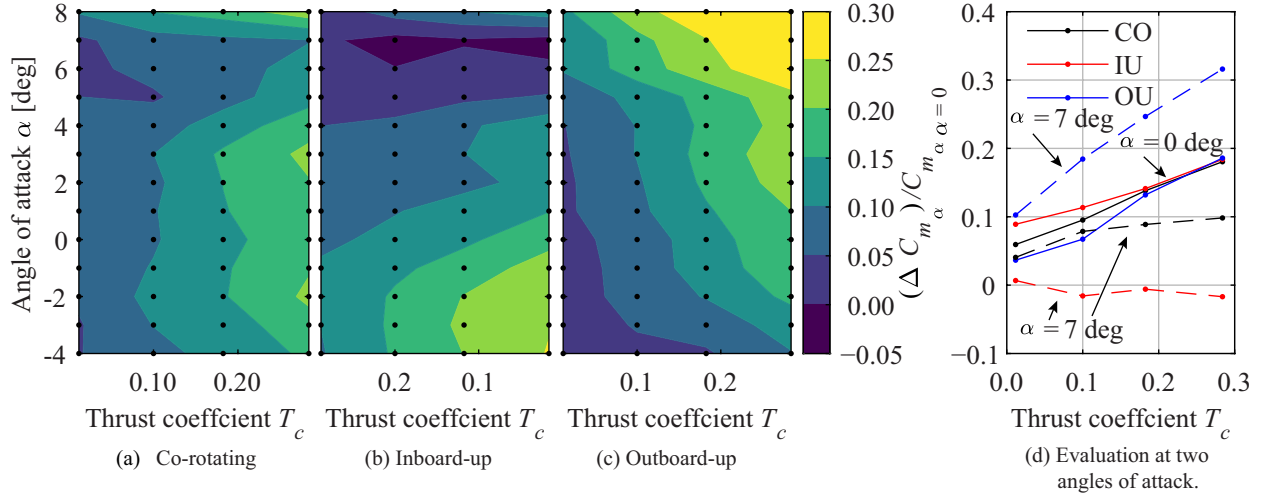 Angle of attack α [deg]
8
6
4
2
0
-2
-4
0.10 0.20
Thrust coeffcient T_c
(a) Co-rotating
0.2 0.1
Thrust coeffcient T_c
(b) Inboard-up
0.1 0.2
Thrust coeffcient T_c
(c) Outboard-up
0.30
0.25
0.20
0.15
0.10
0.05
0.00
−0.05
(Δ C_m_α)/C_m_α α = 0
0.4
0.3
0.2
0.1
0
−0.1
CO
IU
OU
α = 7 deg
α = 0 deg
α = 7 deg
0 0.1 0.2 0.3
Thrust coeffcient T_c
(d) Evaluation at two
angles of attack.